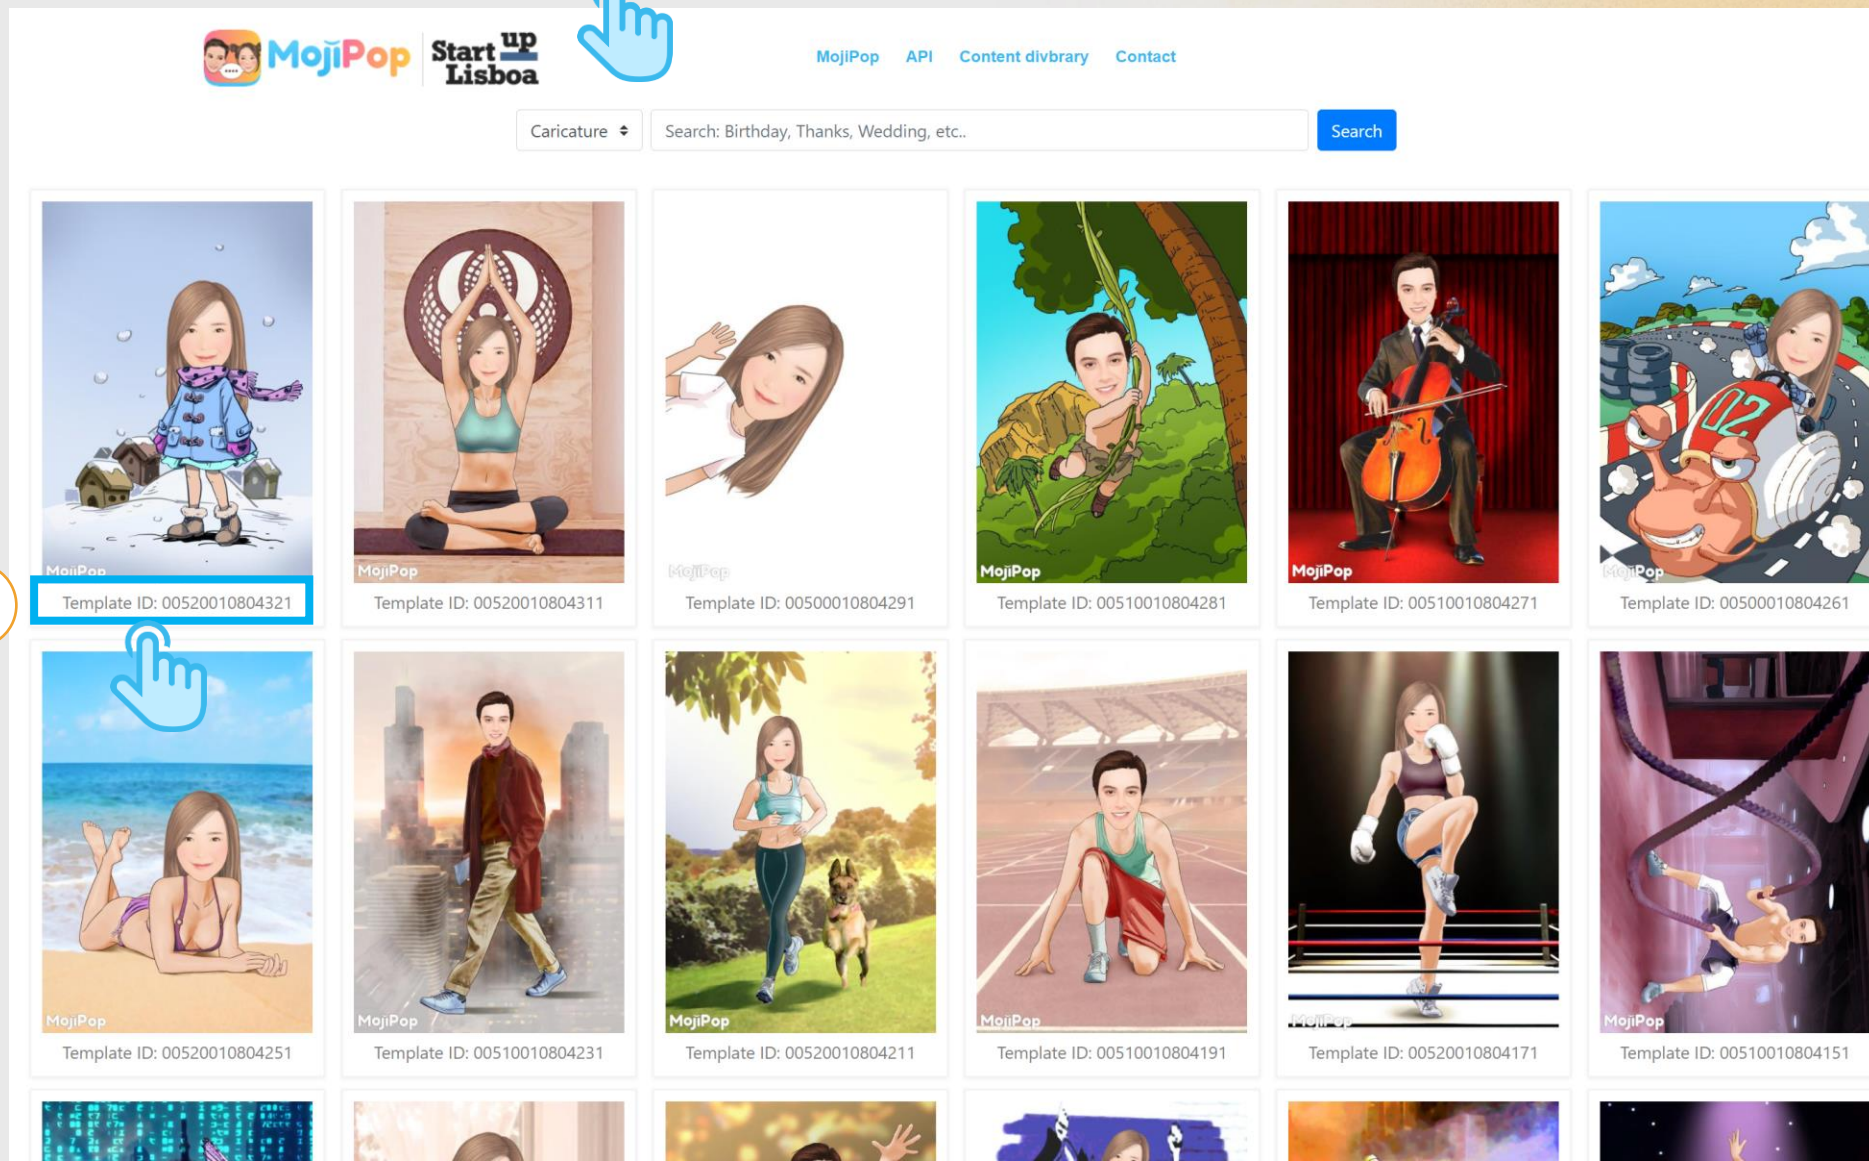 MojiPop
Start up
Lisboa
MojiPop API Content divbrary Contact
Caricature
Search: Birthday, Thanks, Wedding, etc..
Search
MojiPop
MojiPop
MojiPop
MojiPop
MojiPop
02
MojiPop
Template ID: 00520010804321
Template ID: 00520010804311
Template ID: 00500010804291
Template ID: 00510010804281
Template ID: 00510010804271
Template ID: 00500010804261
MojiPop
MojiPop
MojiPop
MojiPop
MojiPop
MojiPop
Template ID: 00520010804251
Template ID: 00510010804231
Template ID: 00520010804211
Template ID: 00510010804191
Template ID: 00520010804171
Template ID: 00510010804151